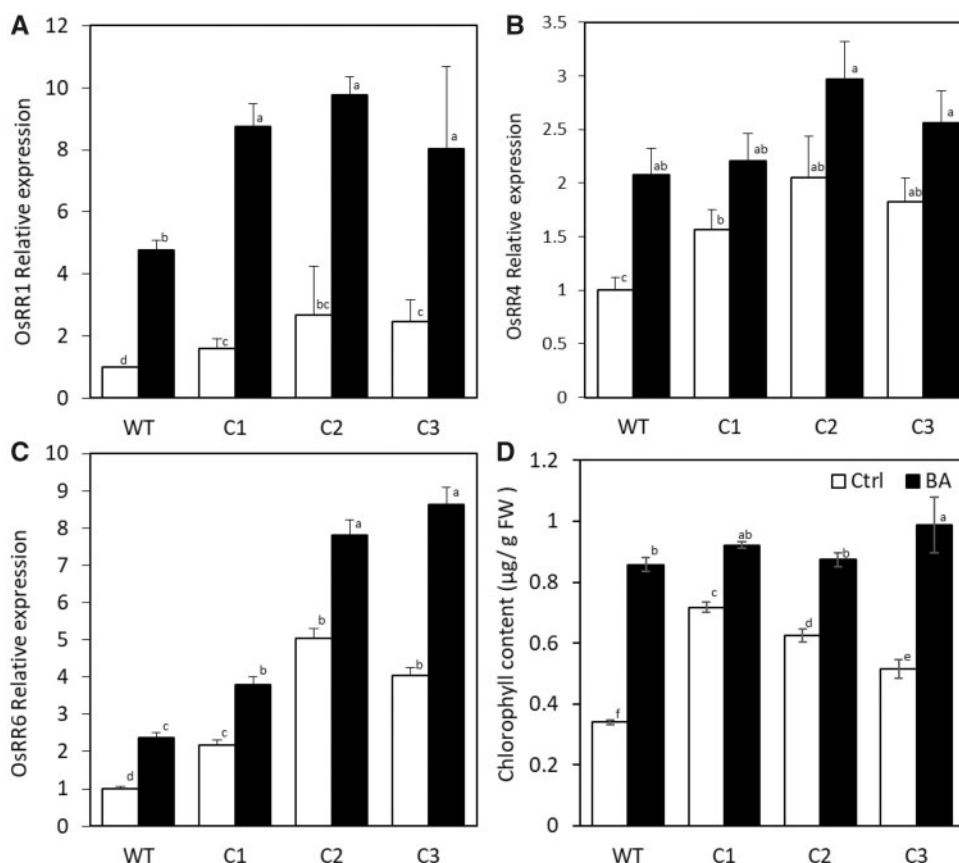 A
OsRR1 Relative expression
12
10
8
6
4
2
0
d
b
c
a
bc
a
c
a
WT C1 C2 C3
B
OsRR4 Relative expression
3.5
3
2.5
2
1.5
1
0.5
0
c
ab
b
ab
ab
a
ab
a
WT C1 C2 C3
C
OsRR6 Relative expression
10
9
8
7
6
5
4
3
2
1
0
d
c
c
b
b
a
b
a
WT C1 C2 C3
D
Chlorophyll content (µg/ g FW )
1.2
1
0.8
0.6
0.4
0.2
0
Ctrl BA
f
b
c
ab
d
b
e
a
WT C1 C2 C3